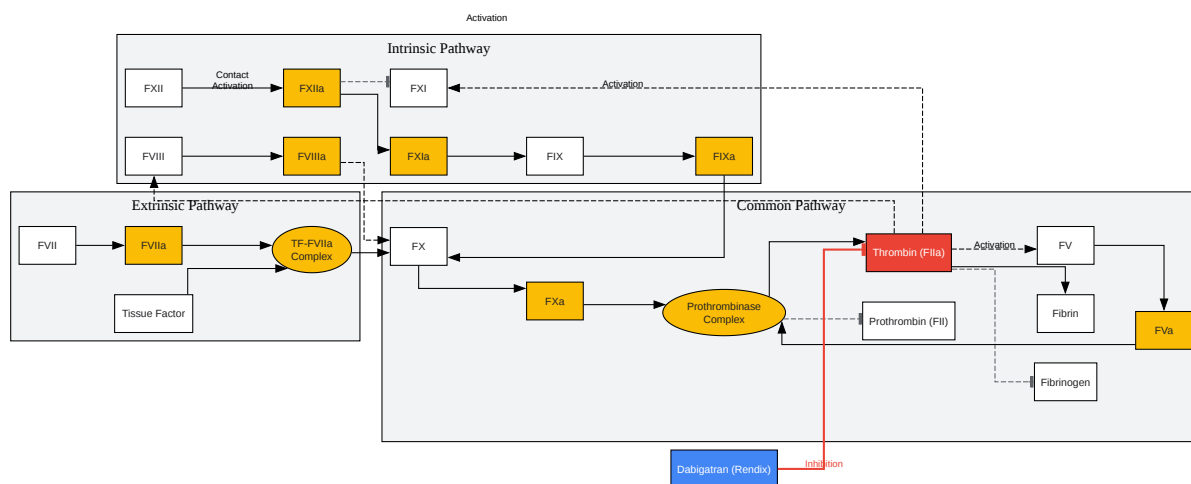 Activation
Intrinsic Pathway
FXII
Contact
Activation
FXIIa
FXI
Activation
FVIII
FVIIIa
FXIa
FIX
FIXa
Extrinsic Pathway
Common Pathway
FVII
FVIIa
TF-FVIIa
Complex
FX
Thrombin (FIIa)
Activation
FV
Tissue Factor
FXa
Prothrombinase
Complex
Prothrombin (FII)
Fibrin
FVa
Fibrinogen
Dabigatran (Rendix)
Inhibition